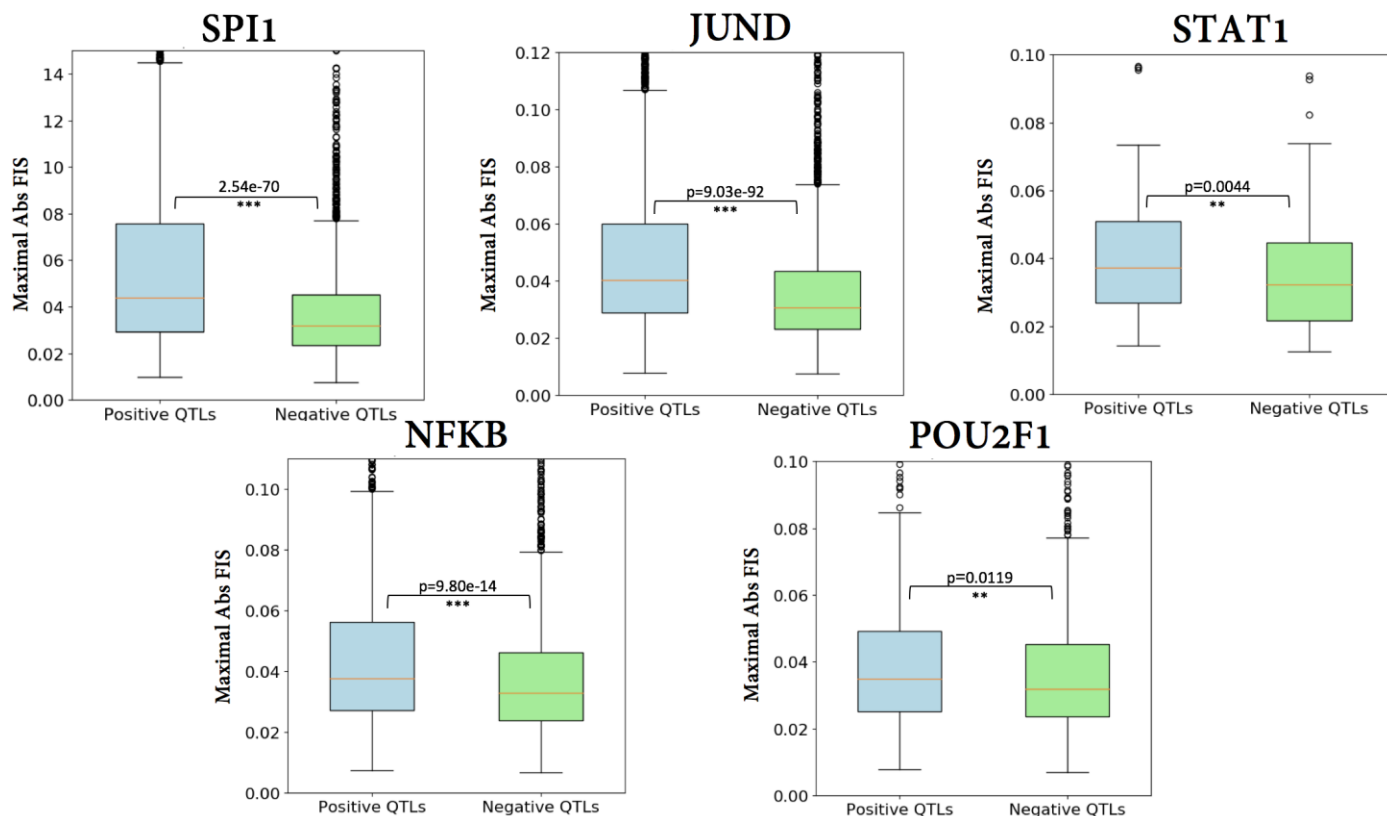 SPI1
JUND
STAT1
Maximal Abs FIS
14
12
10
08
06
04
0.02
0.00
2.54e-70
***
Positive QTLs
Negative QTLs
Maximal Abs FIS
0.12
0.10
0.08
0.06
0.04
0.02
0.00
p=9.03e-92
***
Positive QTLs
Negative QTLs
Maximal Abs FIS
0.10
0.08
0.06
0.04
0.02
0.00
p=0.0044
**
Positive QTLs
Negative QTLs
NFKB
POU2F1
Maximal Abs FIS
0.10
0.08
0.06
0.04
0.02
0.00
p=9.80e-14
***
Positive QTLs
Negative QTLs
Maximal Abs FIS
0.10
0.08
0.06
0.04
0.02
0.00
p=0.0119
**
Positive QTLs
Negative QTLs